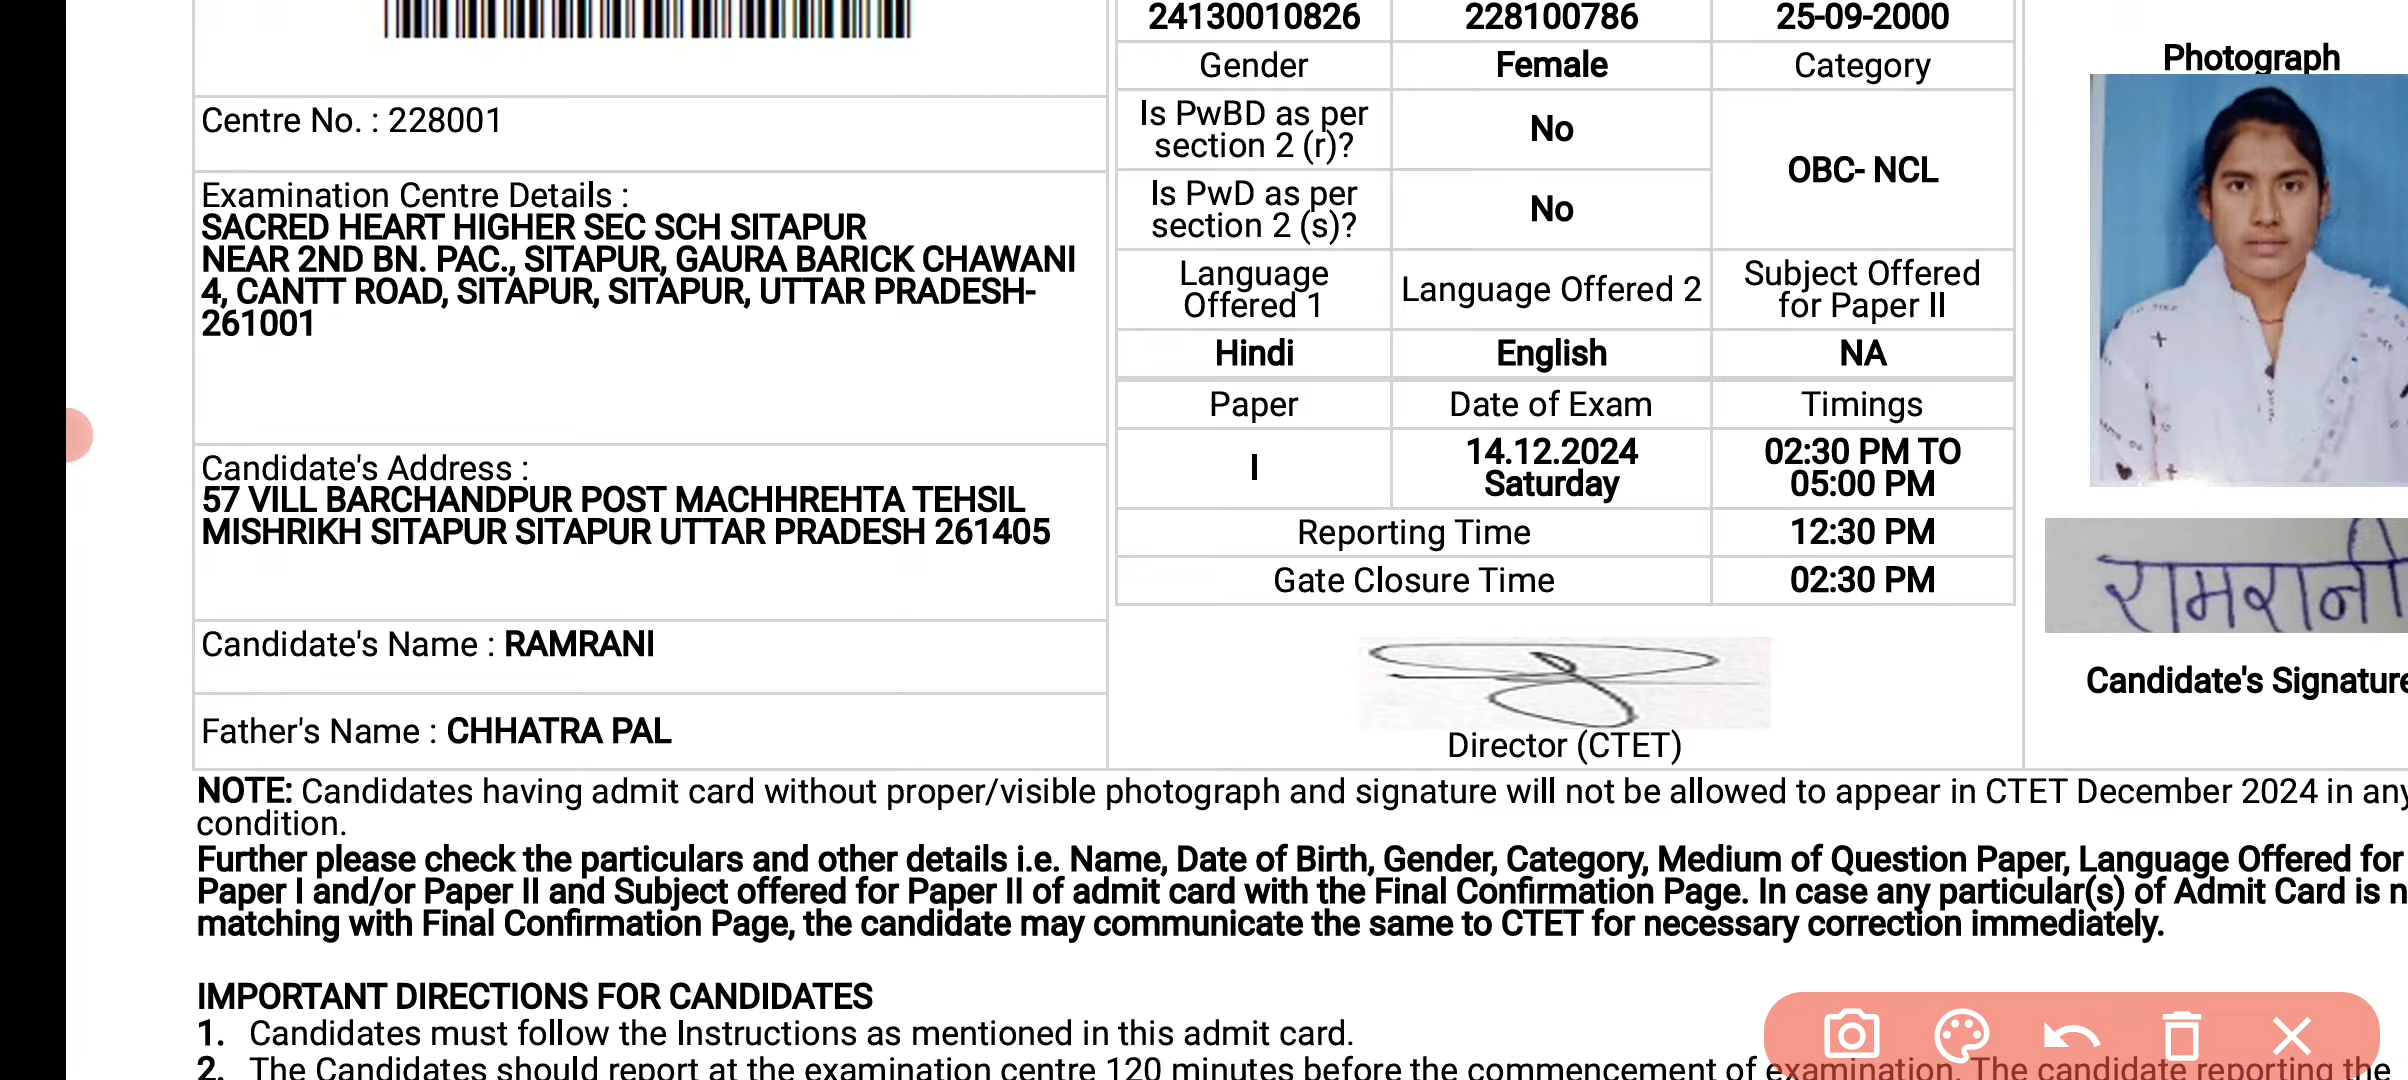 24130010826 228100786 25-09-2000
Gender Female Category
Centre No. : 228001
Is PwBD as per
section 2 (r)?
No
OBC- NCL
Is PwD as per
section 2 (s)?
No
Examination Centre Details :
SACRED HEART HIGHER SEC SCH SITAPUR
NEAR 2ND BN. PAC., SITAPUR, GAURA BARICK CHAWANI
4, CANTT ROAD, SITAPUR, SITAPUR, UTTAR PRADESH-
261001
Language
Offered 1
Language Offered 2
Subject Offered
for Paper II
Hindi English NA
Paper Date of Exam Timings
I
14.12.2024
Saturday
02:30 PM TO
05:00 PM
Reporting Time 12:30 PM
Gate Closure Time 02:30 PM
Candidate's Address :
57 VILL BARCHANDPUR POST MACHHREHTA TEHSIL
MISHRIKH SITAPUR SITAPUR UTTAR PRADESH 261405
Candidate's Name : RAMRANI
Father's Name : CHHATRA PAL
Director (CTET)
Photograph
रामरानी
Candidate's Signature
NOTE: Candidates having admit card without proper/visible photograph and signature will not be allowed to appear in CTET December 2024 in any
condition.
Further please check the particulars and other details i.e. Name, Date of Birth, Gender, Category, Medium of Question Paper, Language Offered for
Paper I and/or Paper II and Subject offered for Paper II of admit card with the Final Confirmation Page. In case any particular(s) of Admit Card is n
matching with Final Confirmation Page, the candidate may communicate the same to CTET for necessary correction immediately.
IMPORTANT DIRECTIONS FOR CANDIDATES
1. Candidates must follow the Instructions as mentioned in this admit card.
2. The Candidates should report at the examination centre 120 minutes before the commencement of examination. The candidate reporting the